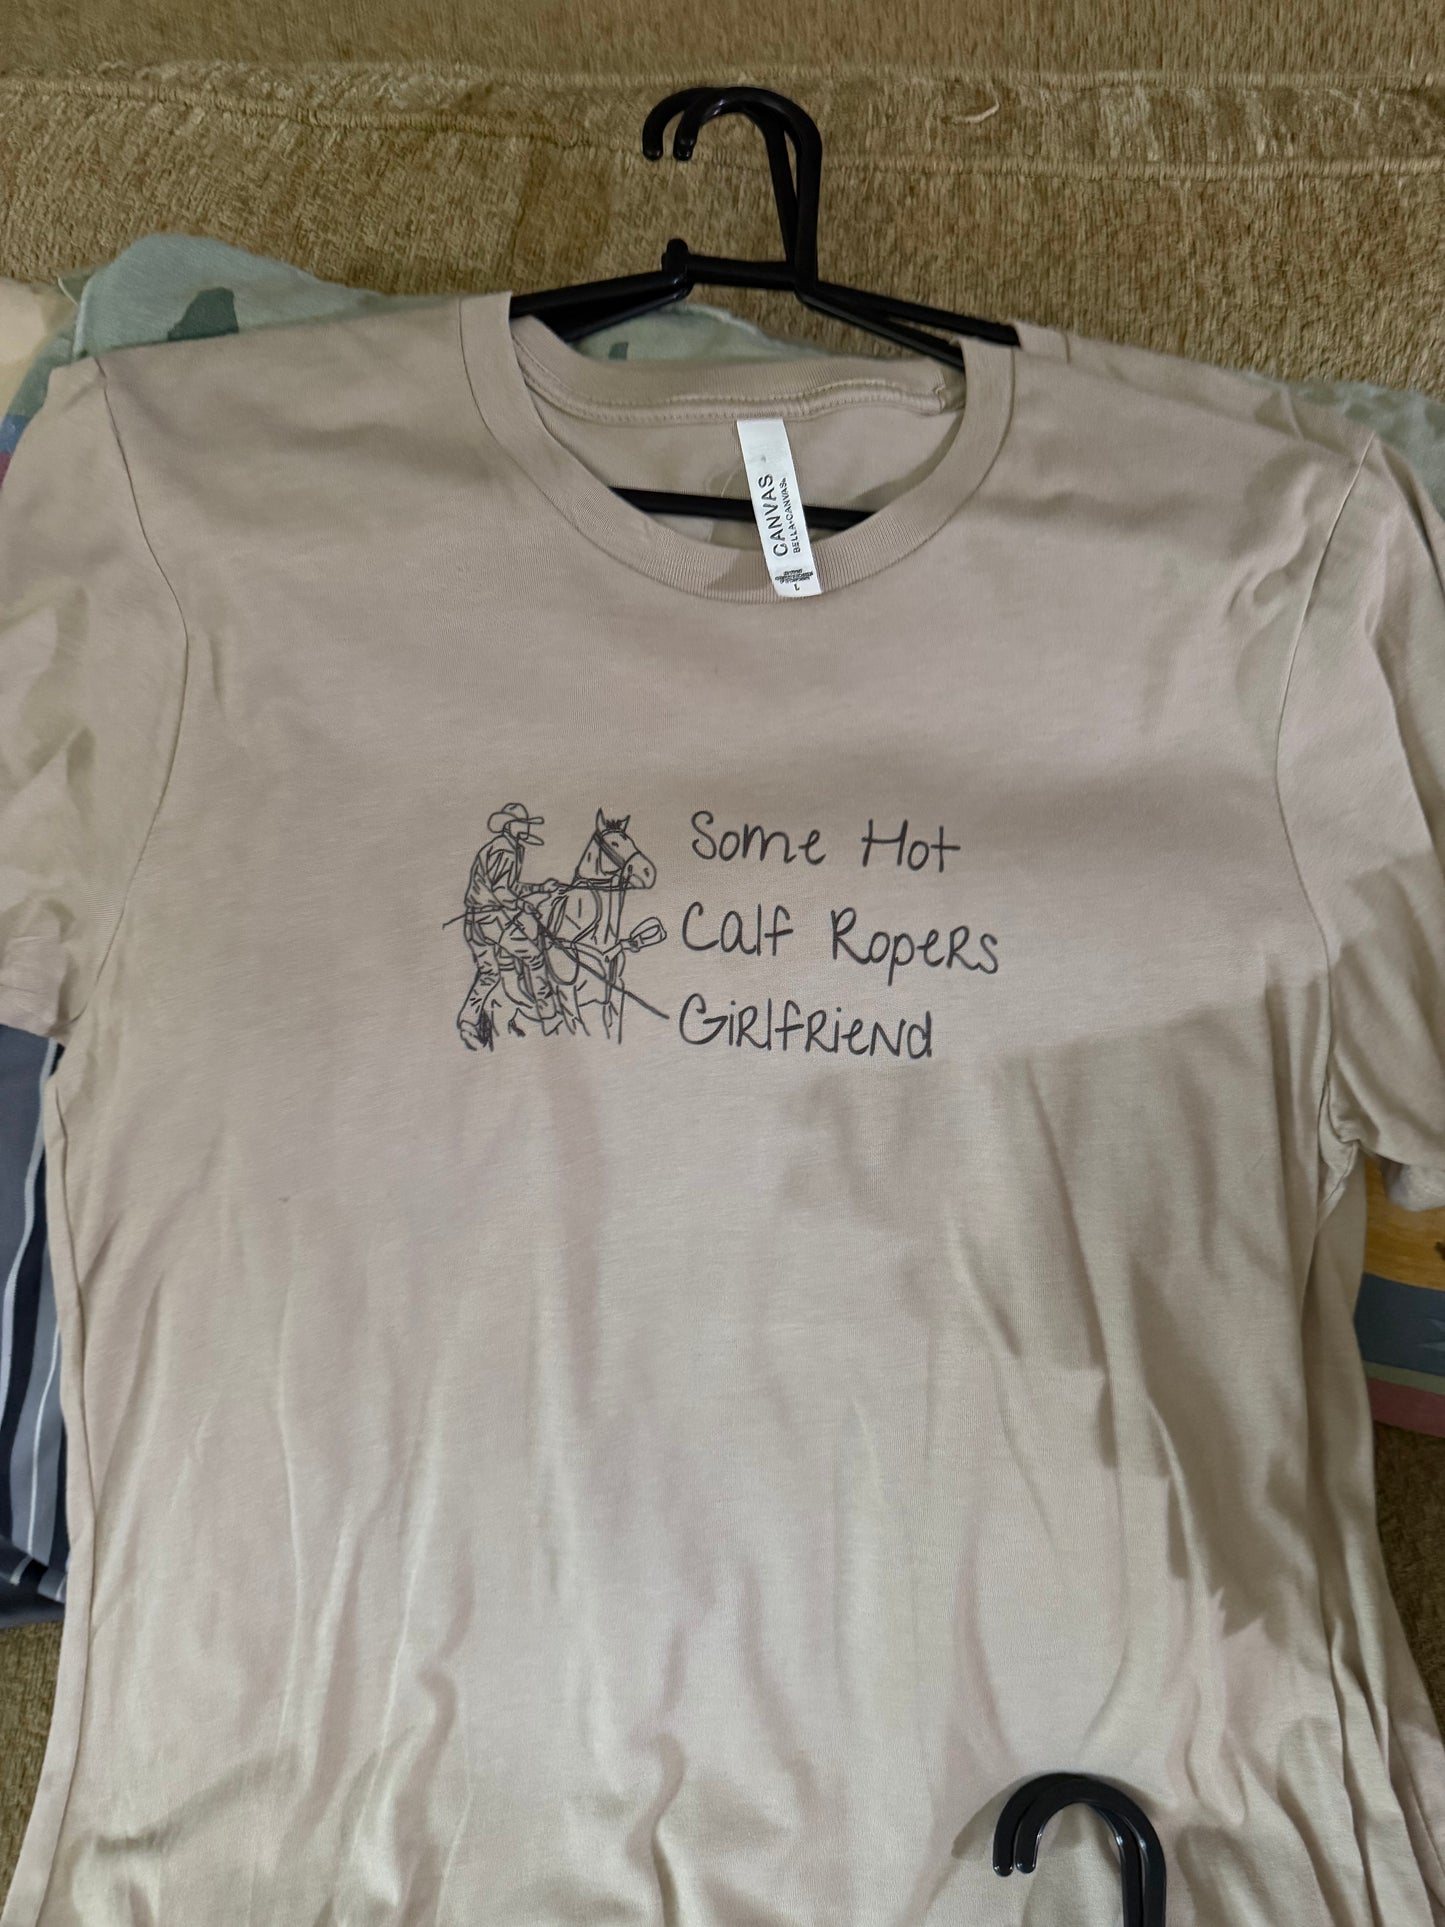 CANVAS
BELLA+CANVAS®
L
Some Hot
Calf Ropers
Girlfriend